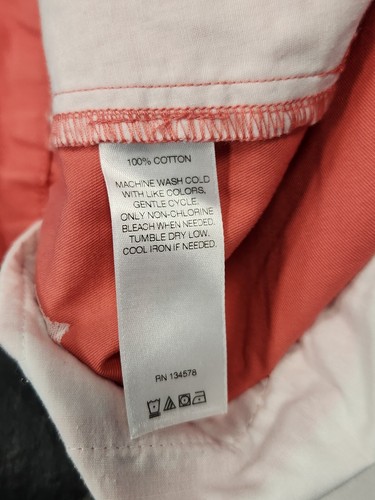 100% COTTON
MACHINE WASH COLD
WITH LIKE COLORS,
GENTLE CYCLE.
ONLY NON-CHLORINE
BLEACH WHEN NEEDED.
TUMBLE DRY LOW.
COOL IRON IF NEEDED.
RN 134578